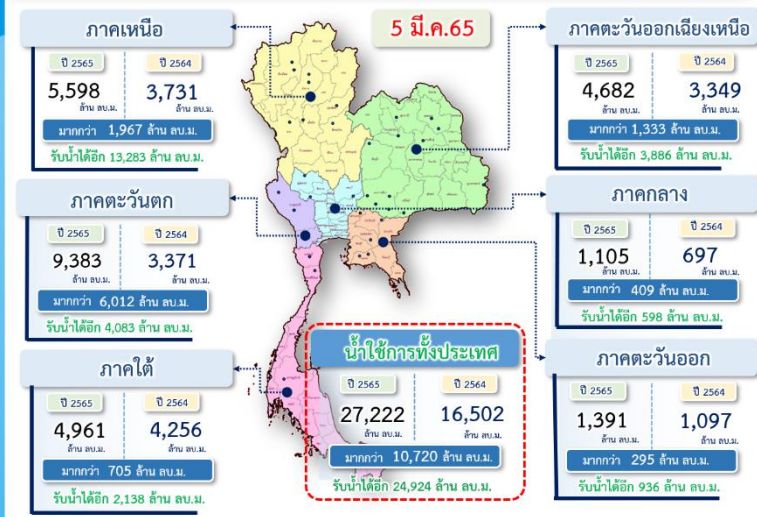 5 มี.ค.65
ภาคเหนือ
ปี 2565 ปี 2564
5,598 3,731
ล้าน ลบ.ม. ล้าน ลบ.ม.
มากกว่า 1,967 ล้าน ลบ.ม.
รับน้ำได้อีก 13,283 ล้าน ลบ.ม.
ภาคตะวันตก
ปี 2565 ปี 2564
9,383 3,371
ล้าน ลบ.ม. ล้าน ลบ.ม.
มากกว่า 6,012 ล้าน ลบ.ม.
รับน้ำได้อีก 4,083 ล้าน ลบ.ม.
ภาคใต้
ปี 2565 ปี 2564
4,961 4,256
ล้าน ลบ.ม. ล้าน ลบ.ม.
มากกว่า 705 ล้าน ลบ.ม.
รับน้ำได้อีก 2,138 ล้าน ลบ.ม.
น้ำใช้การทั้งประเทศ
ปี 2565 ปี 2564
27,222 16,502
ล้าน ลบ.ม. ล้าน ลบ.ม.
มากกว่า 10,720 ล้าน ลบ.ม.
รับน้ำได้อีก 24,924 ล้าน ลบ.ม.
ภาคตะวันออกเฉียงเหนือ
ปี 2565 ปี 2564
4,682 3,349
ล้าน ลบ.ม. ล้าน ลบ.ม.
มากกว่า 1,333 ล้าน ลบ.ม.
รับน้ำได้อีก 3,886 ล้าน ลบ.ม.
ภาคกลาง
ปี 2565 ปี 2564
1,105 697
ล้าน ลบ.ม. ล้าน ลบ.ม.
มากกว่า 409 ล้าน ลบ.ม.
รับน้ำได้อีก 598 ล้าน ลบ.ม.
ภาคตะวันออก
ปี 2565 ปี 2564
1,391 1,097
ล้าน ลบ.ม. ล้าน ลบ.ม.
มากกว่า 295 ล้าน ลบ.ม.
รับน้ำได้อีก 936 ล้าน ลบ.ม.